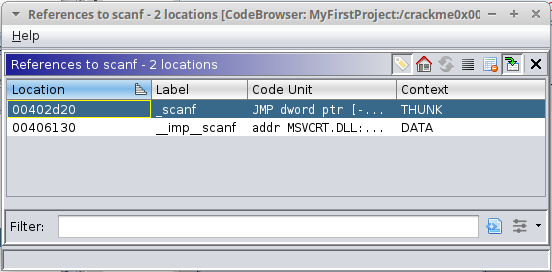 References to scanf - 2 locations [CodeBrowser: MyFirstProject:/crackme0x00
Help
References to scanf - 2 locations
Location Label Code Unit Context
00402d20 _scanf JMP dword ptr [-... THUNK
00406130 __imp__scanf addr MSVCRT.DLL:... DATA
Filter: